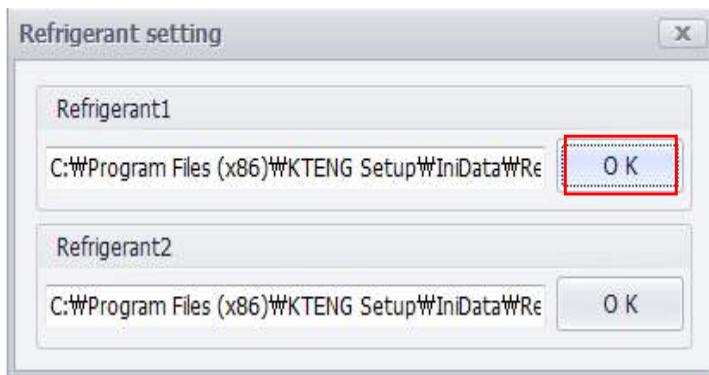 Refrigerant setting
x
Refrigerant1
C:₩Program Files (x86)₩KTENG Setup₩IniData₩Re
O K
Refrigerant2
C:₩Program Files (x86)₩KTENG Setup₩IniData₩Re
O K